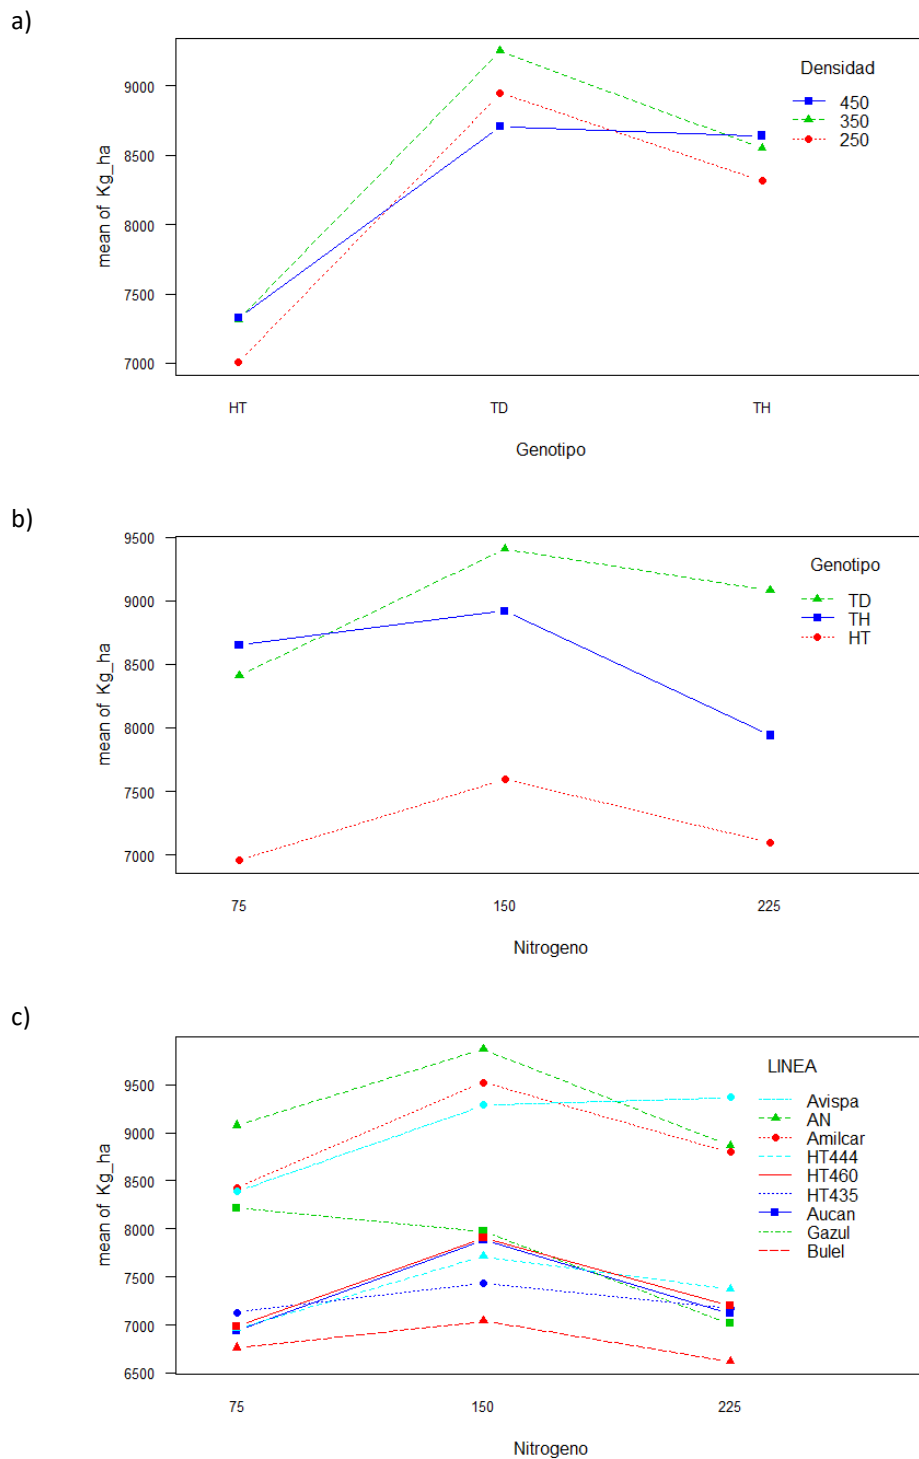 a)
9000
8500
8000
7500
7000
mean of Kg_ha
HT
TD
TH
Genotipo
Densidad
450
350
250
b)
9500
9000
8500
8000
7500
7000
mean of Kg_ha
75
150
225
Nitrogeno
Genotipo
TD
TH
HT
c)
9500
9000
8500
8000
7500
7000
6500
mean of Kg_ha
75
150
225
Nitrogeno
LINEA
Avispa
AN
Amilcar
HT444
HT460
HT435
Aucan
Gazul
Bulel